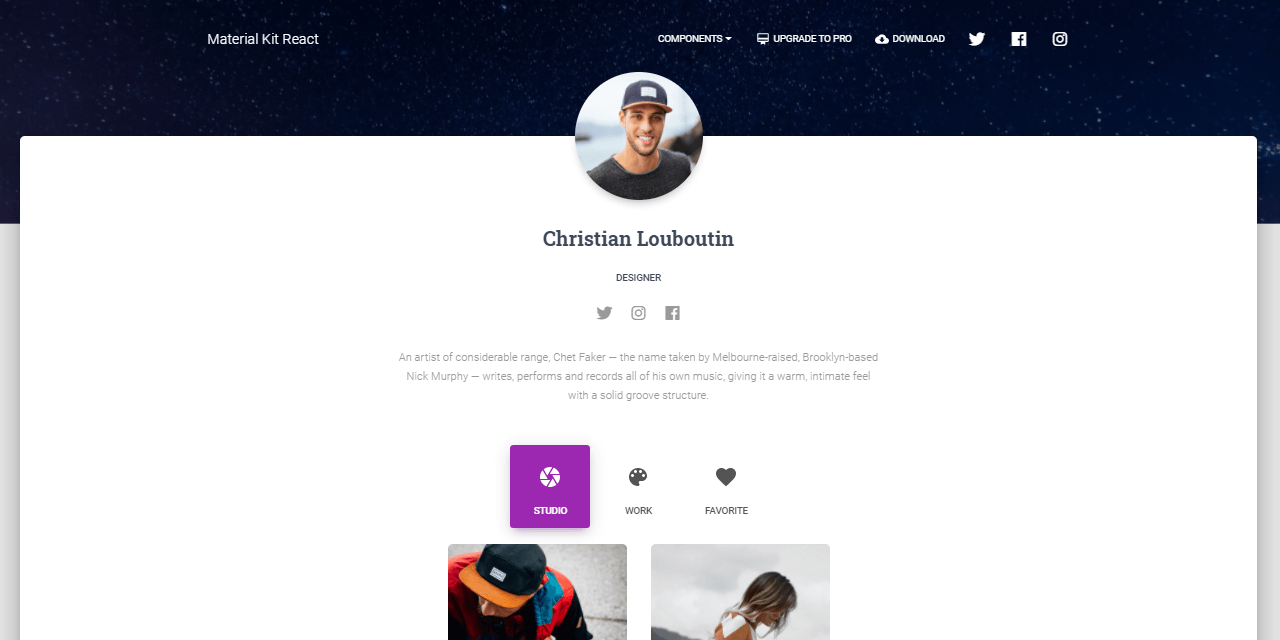 Material Kit React
COMPONENTS
UPGRADE TO PRO
DOWNLOAD
Christian Louboutin
DESIGNER
An artist of considerable range, Chet Faker — the name taken by Melbourne-raised, Brooklyn-based
Nick Murphy — writes, performs and records all of his own music, giving it a warm, intimate feel
with a solid groove structure.
STUDIO
WORK
FAVORITE